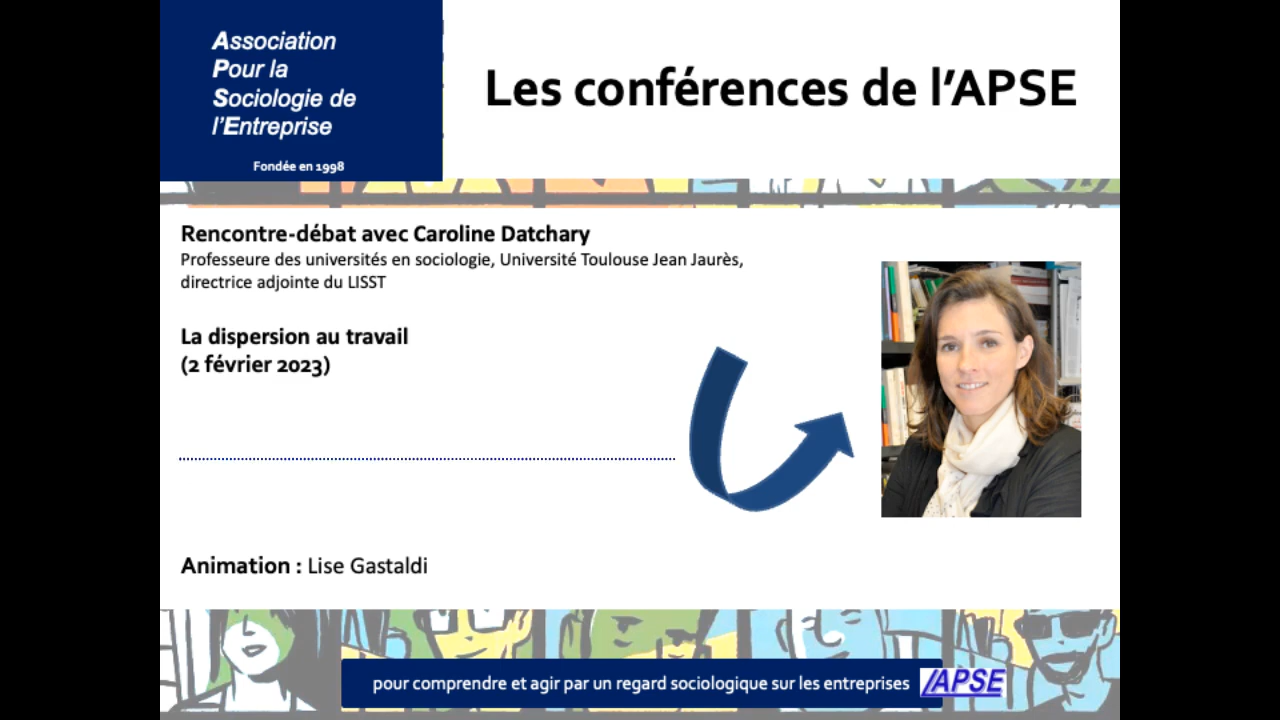 Association
Pour la
Sociologie de
l'Entreprise
Fondée en 1998
Les conférences de l'APSE
Rencontre-débat avec Caroline Datchary
Professeure des universités en sociologie, Université Toulouse Jean Jaurès,
directrice adjointe du LISST
La dispersion au travail
(2 février 2023)
Animation : Lise Gastaldi
pour comprendre et agir par un regard sociologique sur les entreprises
APSE